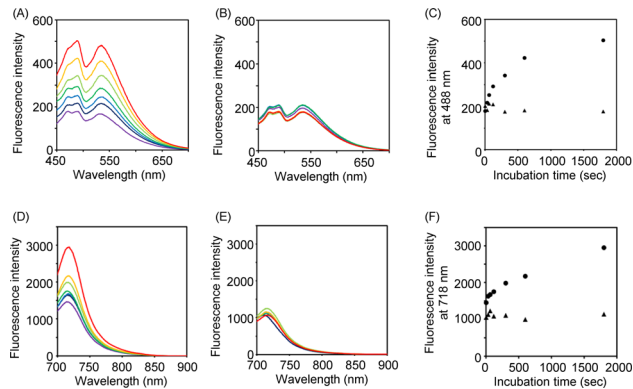 (A)
Fluorescence intensity
600
400
200
0
450 550 650
Wavelength (nm)
(B)
Fluorescence intensity
600
400
200
0
450 550 650
Wavelength (nm)
(C)
Fluorescence intensity
at 488 nm
600
400
200
0
0 500 1000 1500 2000
Incubation time (sec)
(D)
Fluorescence intensity
3000
2000
1000
0
700 750 800 850 900
Wavelength (nm)
(E)
Fluorescence intensity
3000
2000
1000
0
700 750 800 850 900
Wavelength (nm)
(F)
Fluorescence intensity
at 718 nm
3000
2000
1000
0
0 500 1000 1500 2000
Incubation time (sec)